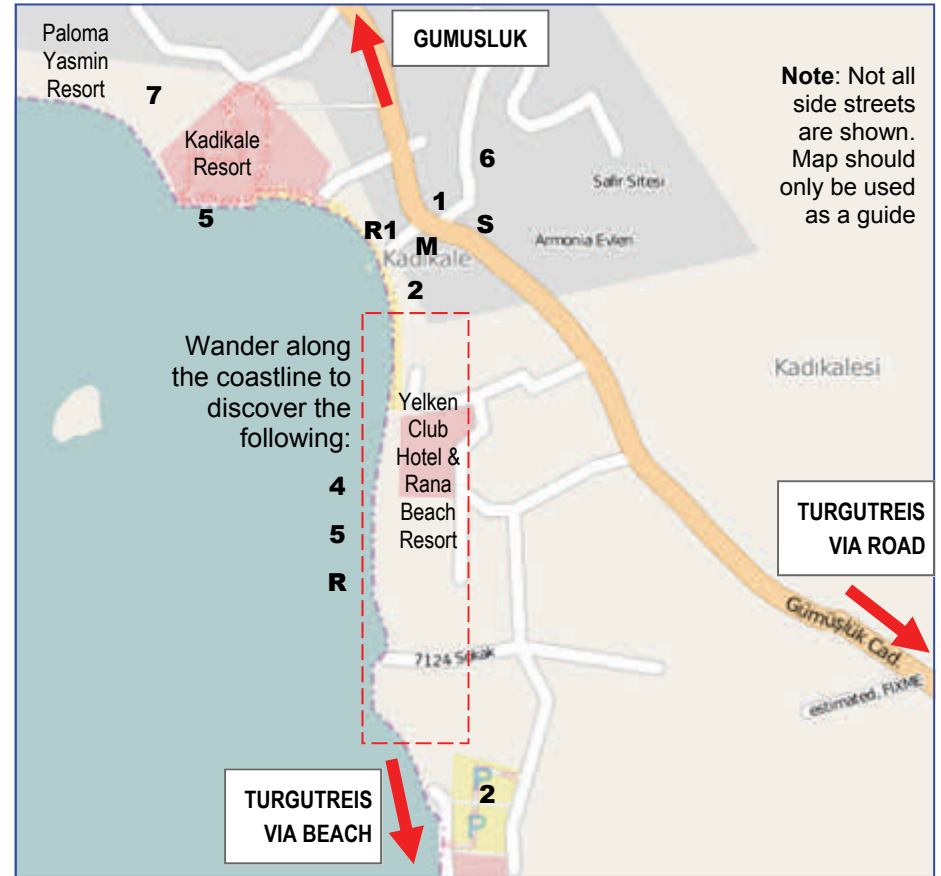 Paloma
Yasmin
Resort
GUMUSLUK
Note: Not all
side streets
are shown.
Map should
only be used
as a guide
7
Kadikale
Resort
6
Safir Sitesi
1
5
R1
S
M
Armonia Evleri
Kadikale
2
Wander along
the coastline to
discover the
following:
Kadıkalesi
Yelken
Club
Hotel &
Rana
Beach
Resort
4
5
R
TURGUTREIS
VIA ROAD
Gümüşlük Cad.
7124 Sokak
estimated, FIXME
TURGUTREIS
VIA BEACH
P
2
P